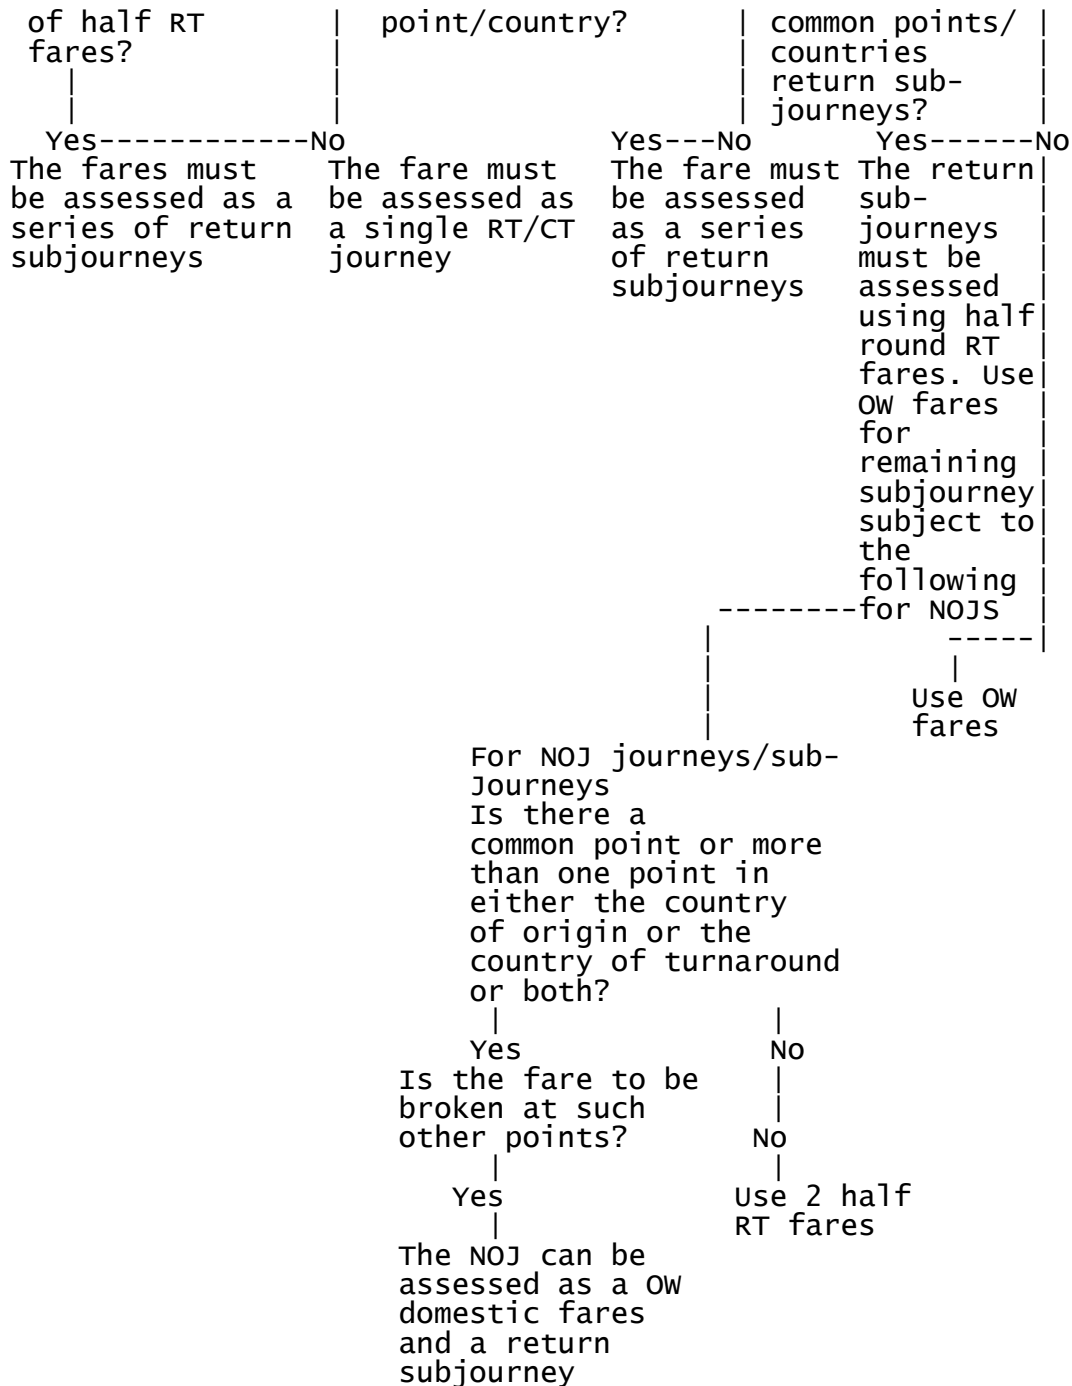 of half RT | point/country? | common points/ |
fares? | | countries |
| | | return sub- |
| | | journeys? |
Yes------------No Yes---No Yes------No
The fares must The fare must The fare must The return|
be assessed as a be assessed as be assessed sub- |
series of return a single RT/CT as a series journeys |
subjourneys journey of return must be |
subjourneys assessed |
using half|
round RT |
fares. Use|
OW fares |
for |
remaining |
subjourney|
subject to|
the |
following |
--------for NOJS |
| -----|
| |
| Use OW
| fares
For NOJ journeys/sub-
Journeys
Is there a
common point or more
than one point in
either the country
of origin or the
country of turnaround
or both?
| |
Yes No
Is the fare to be |
broken at such |
other points? No
| |
Yes Use 2 half
| RT fares
The NOJ can be
assessed as a OW
domestic fares
and a return
subjourney